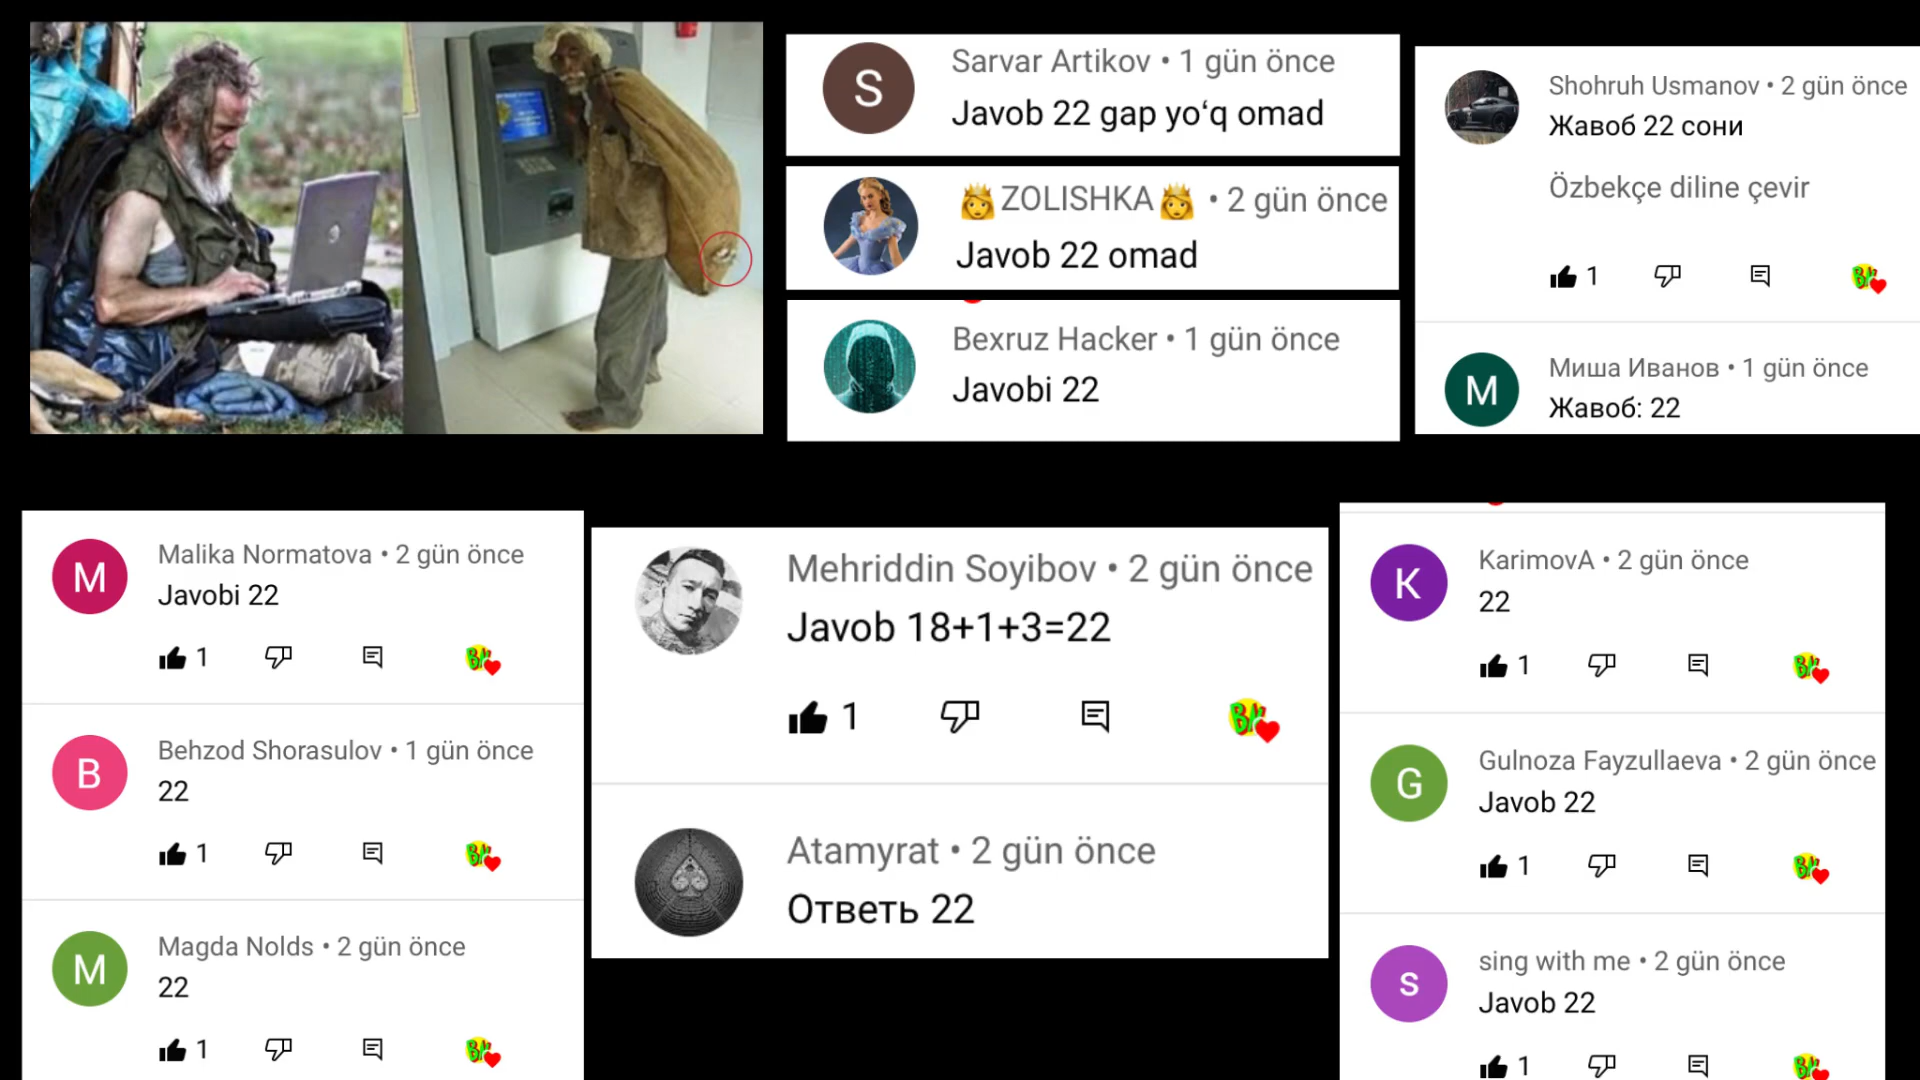 Sarvar Artikov • 1 gün önce
Javob 22 gap yoʻq omad
👸ZOLISHKA👸 • 2 gün önce
Javob 22 omad
Bexruz Hacker • 1 gün önce
Javobi 22
Shohruh Usmanov • 2 gün önce
Жавоб 22 сони
Özbekçe diline çevir
1
Миша Иванов • 1 gün önce
Жавоб: 22
M
S
M
Malika Normatova • 2 gün önce
Javobi 22
1
B
Behzod Shorasulov • 1 gün önce
22
1
M
Magda Nolds • 2 gün önce
22
1
Mehriddin Soyibov • 2 gün önce
Javob 18+1+3=22
1
Atamyrat • 2 gün önce
Ответь 22
K
KarimovA • 2 gün önce
22
1
G
Gulnoza Fayzullaeva • 2 gün önce
Javob 22
1
s
sing with me • 2 gün önce
Javob 22
1